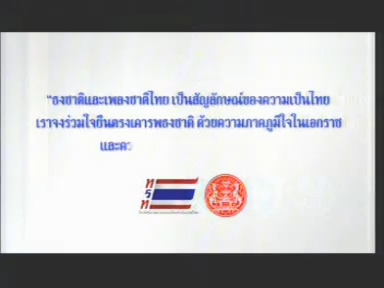 “ธงชาติและเพลงชาติไทย เป็นสัญลักษณ์ของความเป็นไทย
เราจงร่วมใจยืนตรงเคารพธงชาติ ด้วยความภาคภูมิใจในเอกราช
และ
ท
ร
ท